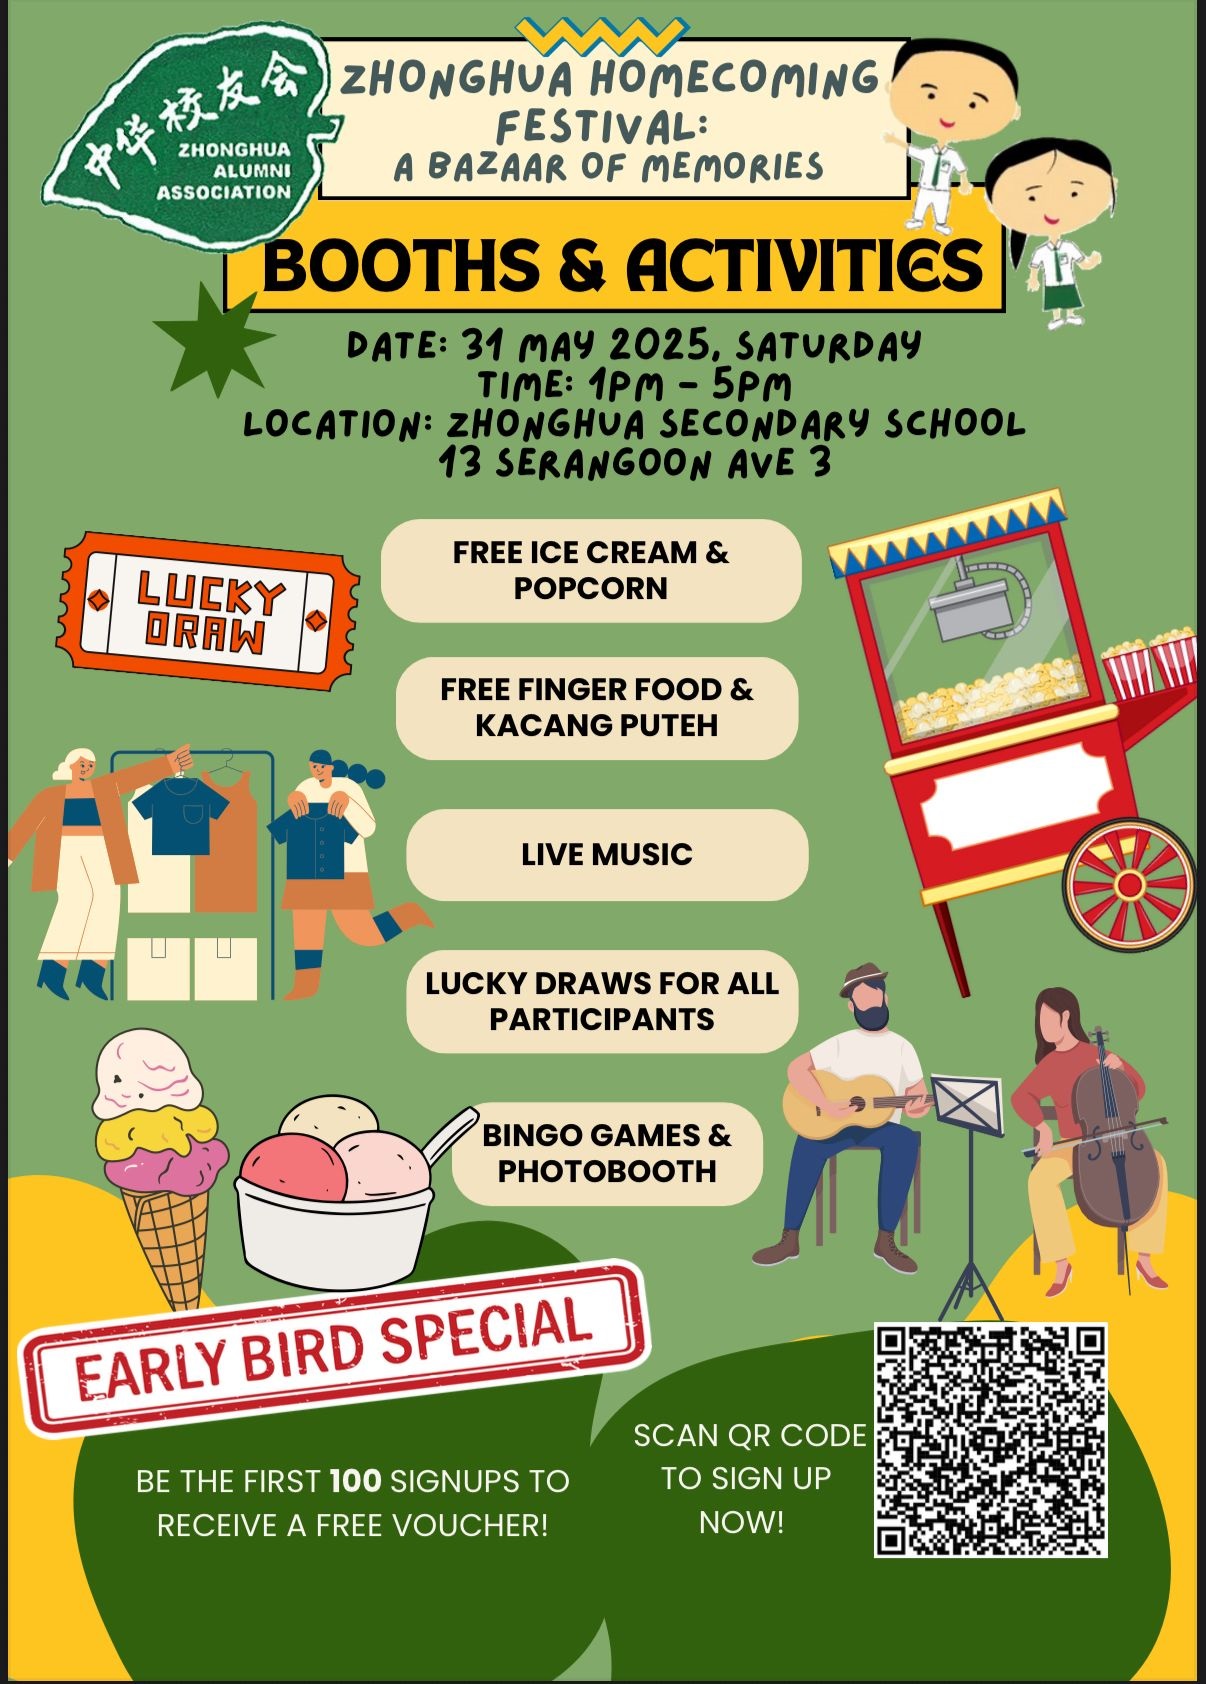 中华校友会
ZHONGHUA
ALUMNI
ASSOCIATION
ZHONGHUA HOMECOMING
FESTIVAL:
A BAZAAR OF MEMORIES
BOOTHS & ACTIVITIES
DATE: 31 MAY 2025, SATURDAY
TIME: 1PM - 5PM
LOCATION: ZHONGHUA SECONDARY SCHOOL
13 SERANGOON AVE 3
LUCKY
DRAW
FREE ICE CREAM &
POPCORN
FREE FINGER FOOD &
KACANG PUTEH
LIVE MUSIC
LUCKY DRAWS FOR ALL
PARTICIPANTS
BINGO GAMES &
PHOTOBOOTH
EARLY BIRD SPECIAL
BE THE FIRST 100 SIGNUPS TO
RECEIVE A FREE VOUCHER!
SCAN QR CODE
TO SIGN UP
NOW!